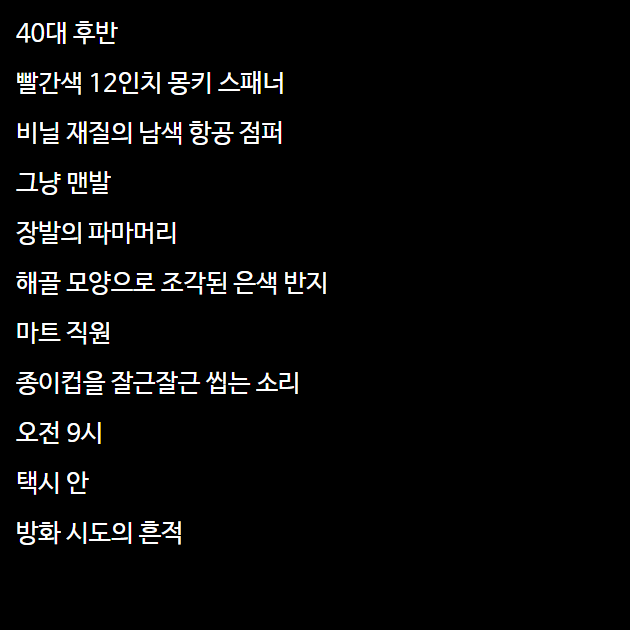 40대 후반
빨간색 12인치 몽키 스패너
비닐 재질의 남색 항공 점퍼
그냥 맨발
장발의 파마머리
해골 모양으로 조각된 은색 반지
마트 직원
종이컵을 잘근잘근 씹는 소리
오전 9시
택시 안
방화 시도의 흔적